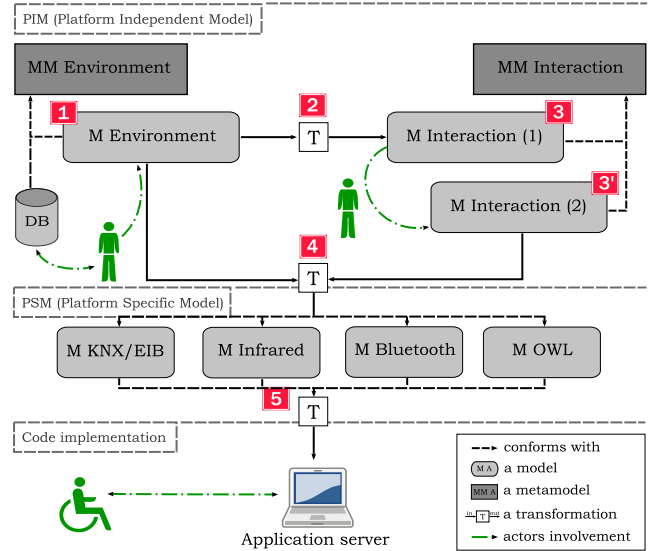 PIM (Platform Independent Model)
MM Environment
MM Interaction
1
2
3
M Environment
T
M Interaction (1)
3'
M Interaction (2)
DB
4
T
PSM (Platform Specific Model)
M KNX/EIB
M Infrared
M Bluetooth
M OWL
5
T
Code implementation
Application server
conforms with
M A
a model
MM A
a metamodel
in T out
a transformation
actors involvement